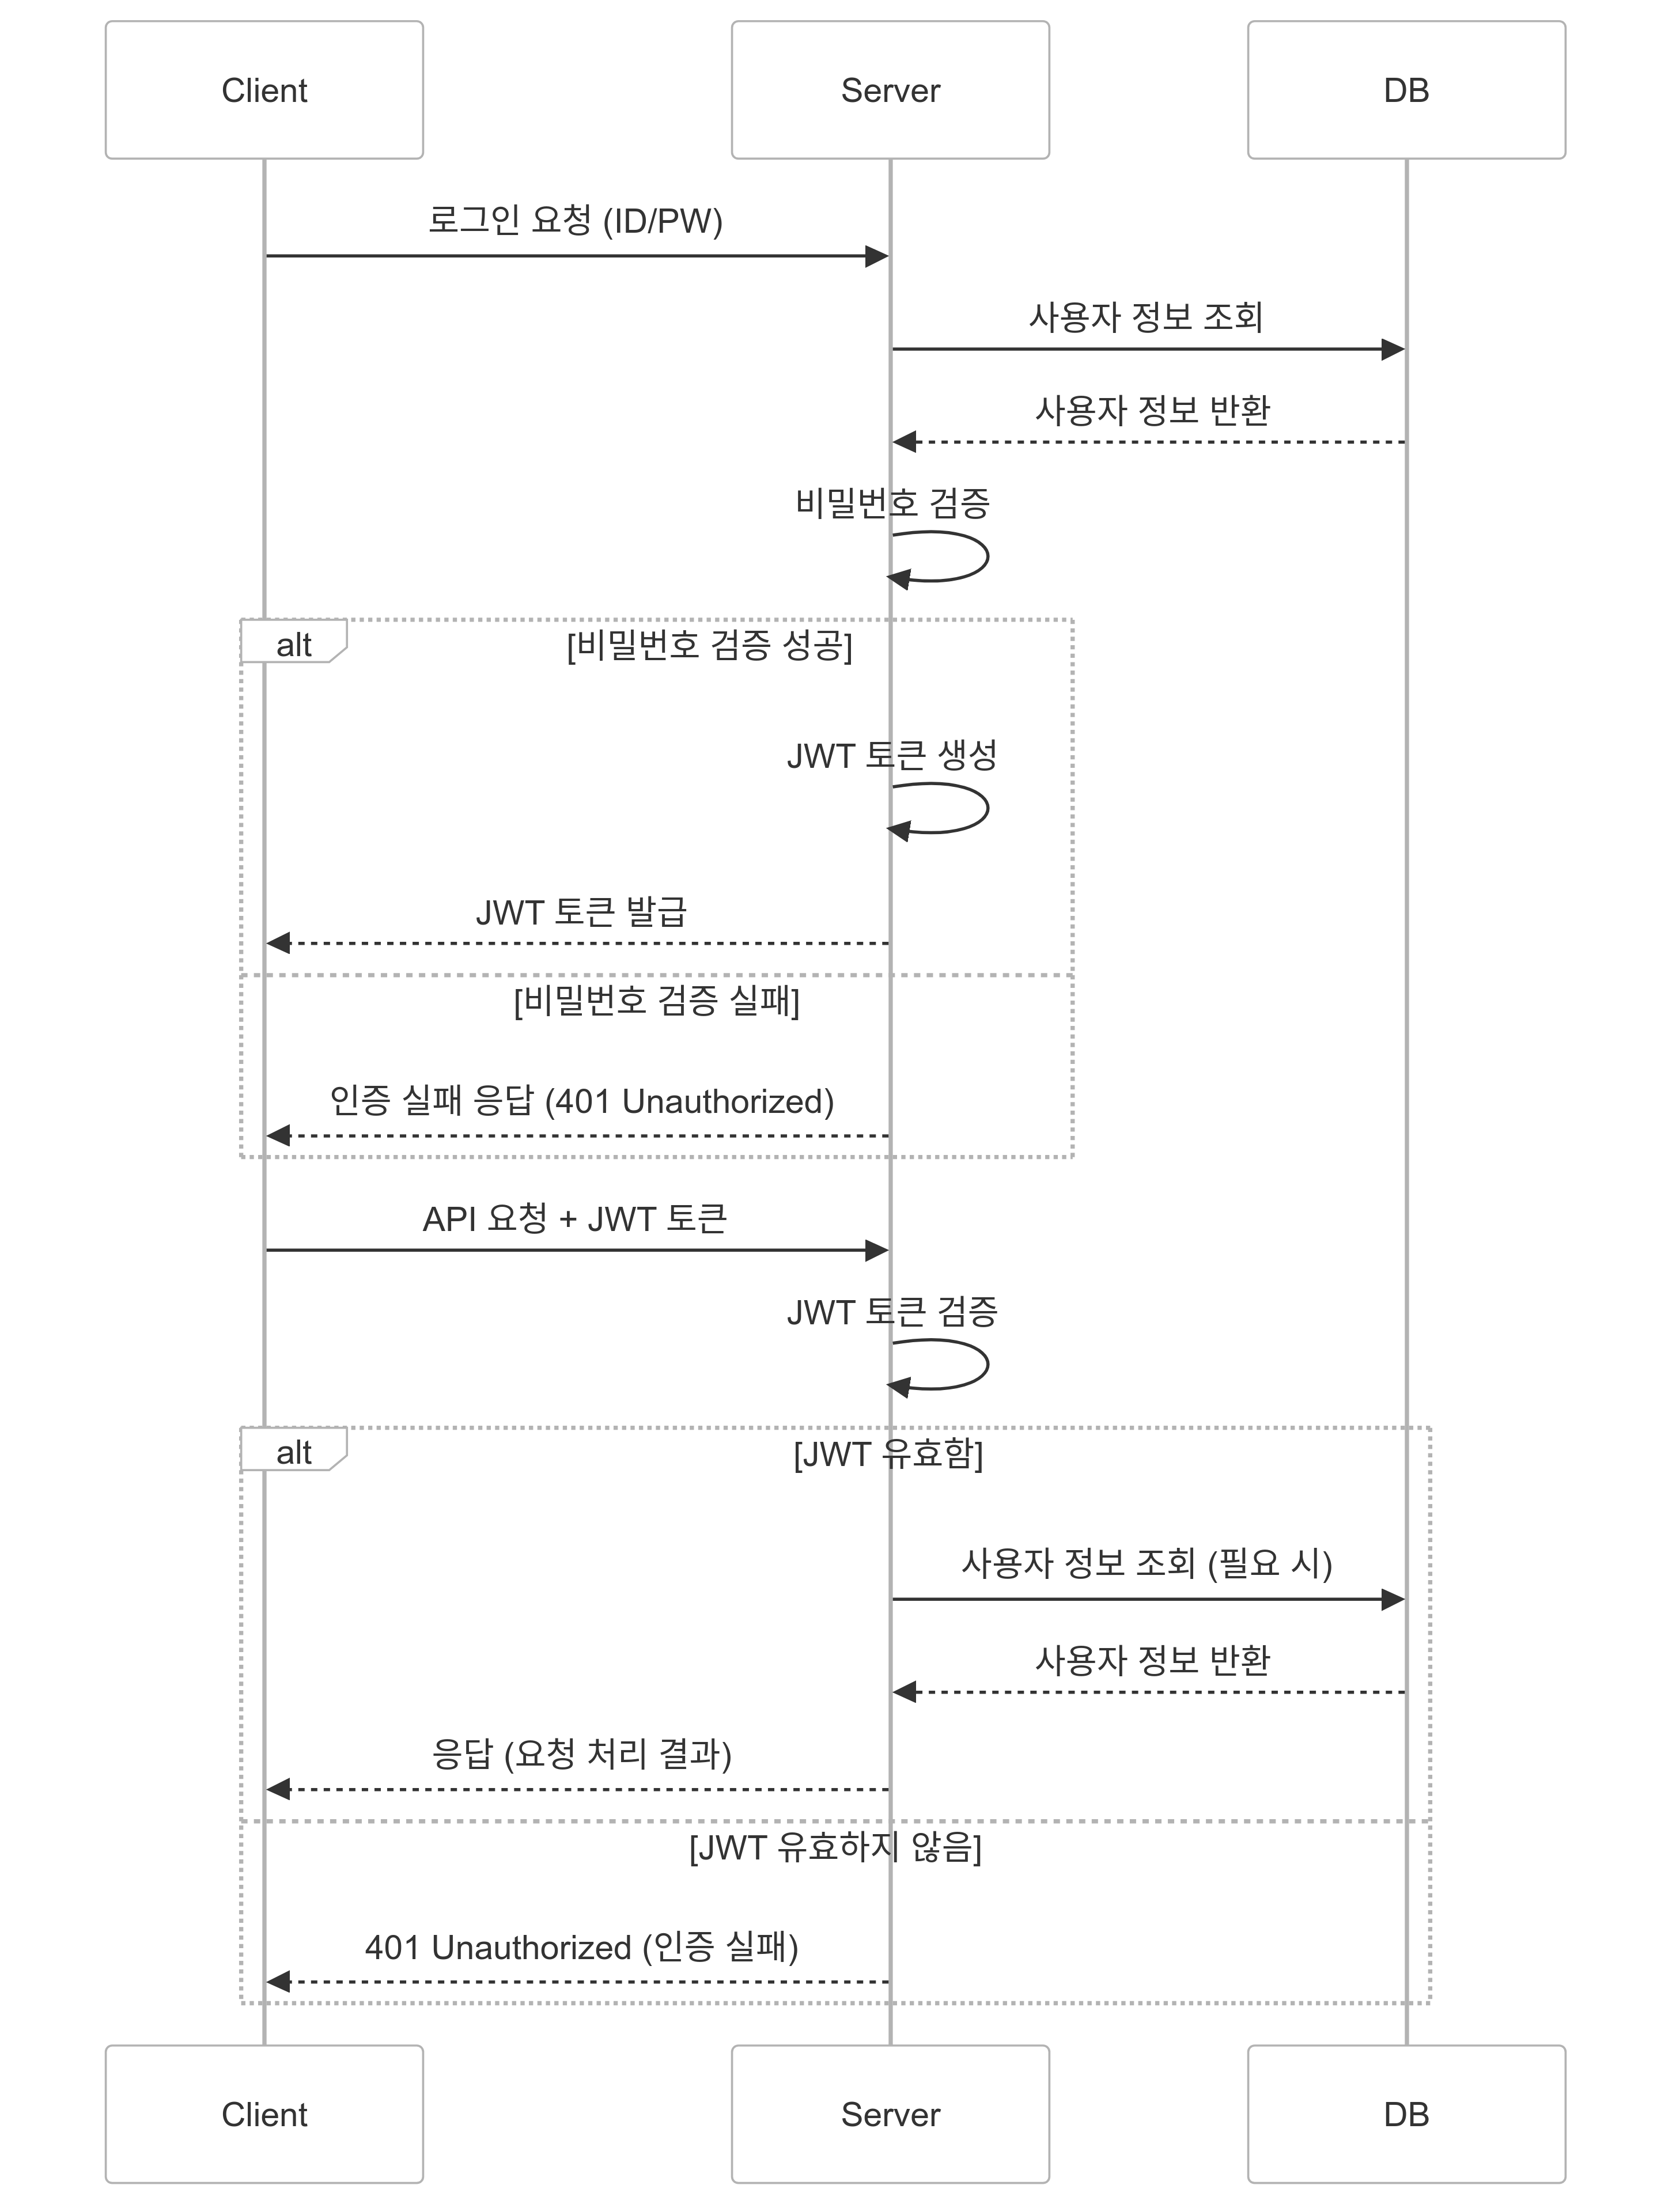 Client
Server
DB
로그인 요청 (ID/PW)
사용자 정보 조회
사용자 정보 반환
비밀번호 검증
alt
[비밀번호 검증 성공]
JWT 토큰 생성
JWT 토큰 발급
[비밀번호 검증 실패]
인증 실패 응답 (401 Unauthorized)
API 요청 + JWT 토큰
JWT 토큰 검증
alt
[JWT 유효함]
사용자 정보 조회 (필요 시)
사용자 정보 반환
응답 (요청 처리 결과)
[JWT 유효하지 않음]
401 Unauthorized (인증 실패)
Client
Server
DB